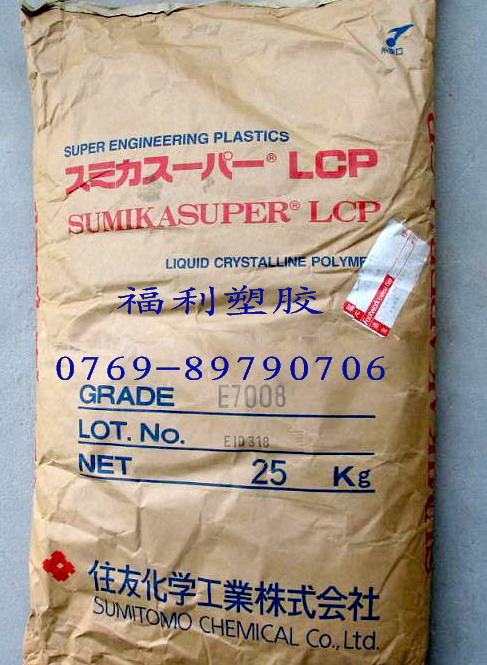 SUPER ENGINEERING PLASTICS
スミカスーパー® LCP
SUMIKASUPER® LCP
LIQUID CRYSTALLINE POLYME
福利塑胶
0769-89790706
GRADE E7008
LOT. No. EID318
NET 25 Kg
住友化学工業株式会社
SUMITOMO CHEMICAL Co., Ltd.